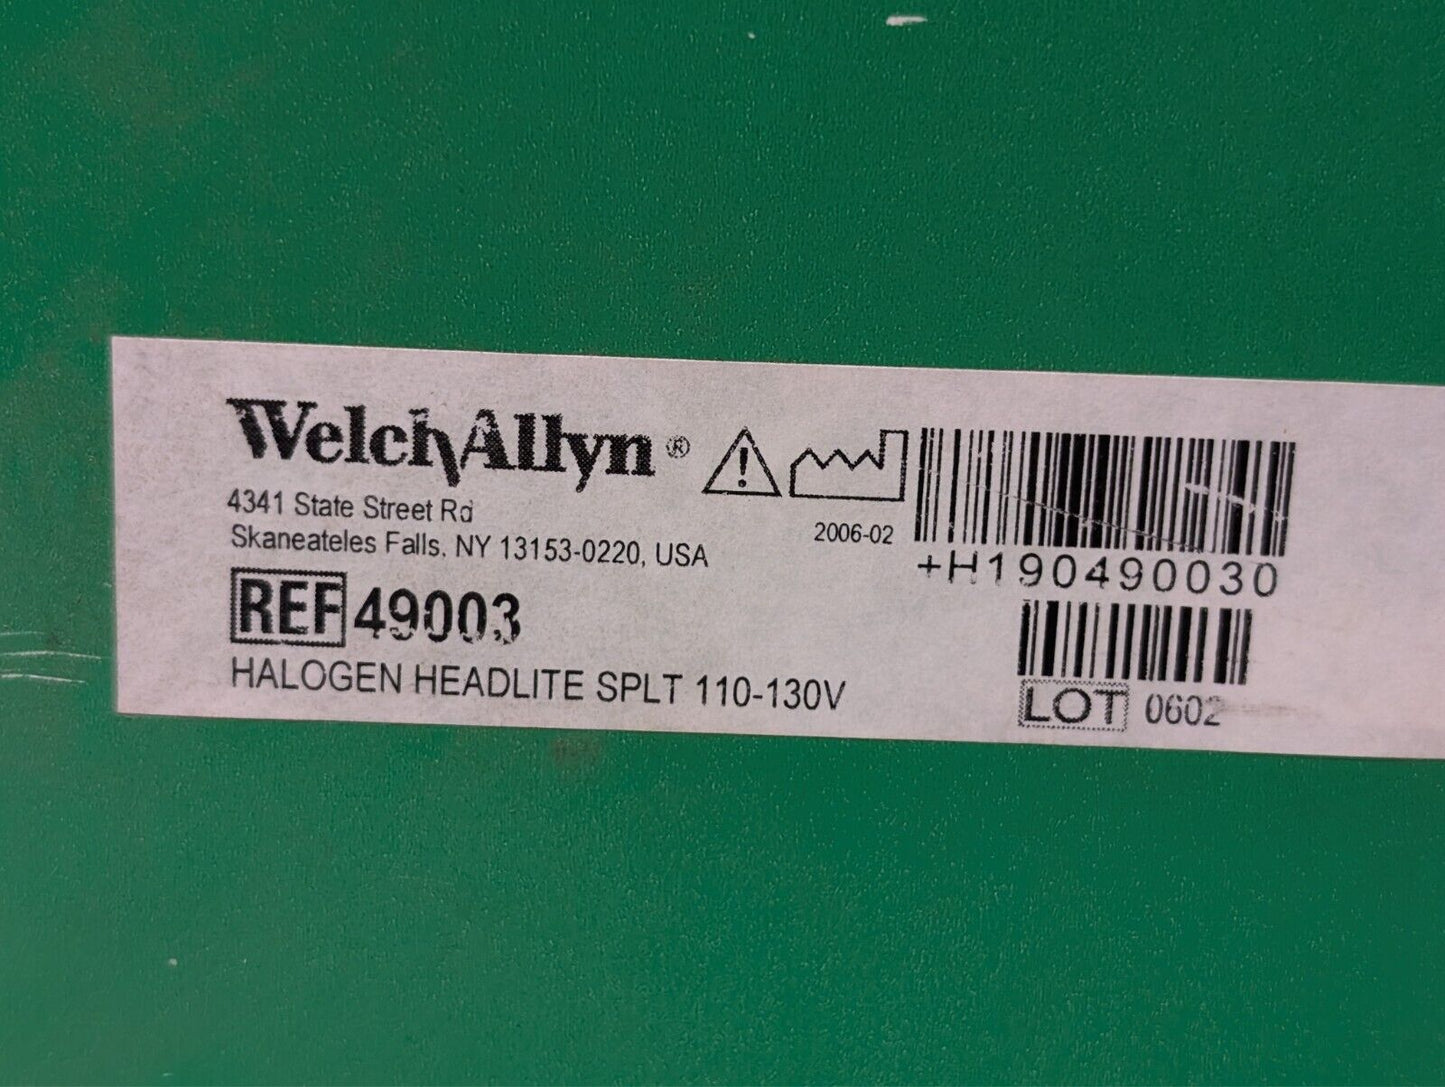 WelchAllyn®
4341 State Street Rd
Skaneateles Falls, NY 13153-0220, USA
2006-02
+H190490030
REF 49003
HALOGEN HEADLITE SPLT 110-130V
LOT 0602